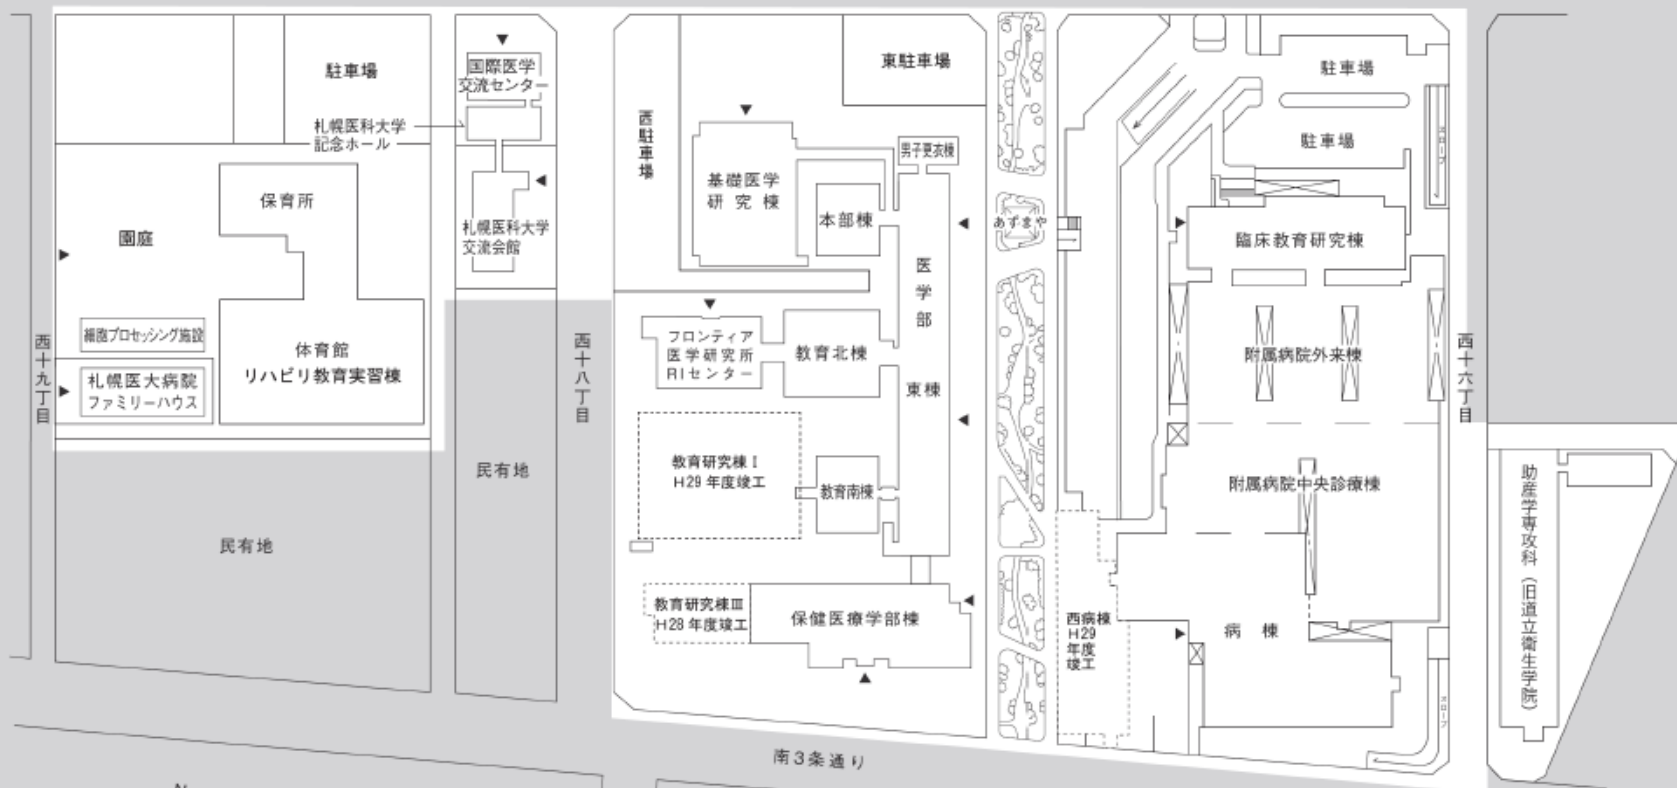 駐車場
国際医学
交流センター
札幌医科大学
記念ホール
保育所
園庭
札幌医科大学
交流会館
細胞プロセッシング施設
体育館
リハビリ教育実習棟
札幌医大病院
ファミリーハウス
西十九丁目
民有地
民有地
西十八丁目
西駐車場
東駐車場
基礎医学
研究棟
男子更衣棟
本部棟
医学部
東棟
フロンティア
医学研究所
RIセンター
教育北棟
教育研究棟Ⅰ
H29年度竣工
教育南棟
教育研究棟Ⅲ
H28年度竣工
保健医療学部棟
あずまや
駐車場
駐車場
スロープ
臨床教育研究棟
附属病院外来棟
西十六丁目
附属病院中央診療棟
西病棟
H29
年度
竣工
病棟
スロープ
助産学専攻科（旧道立衛生学院）
南3条通り